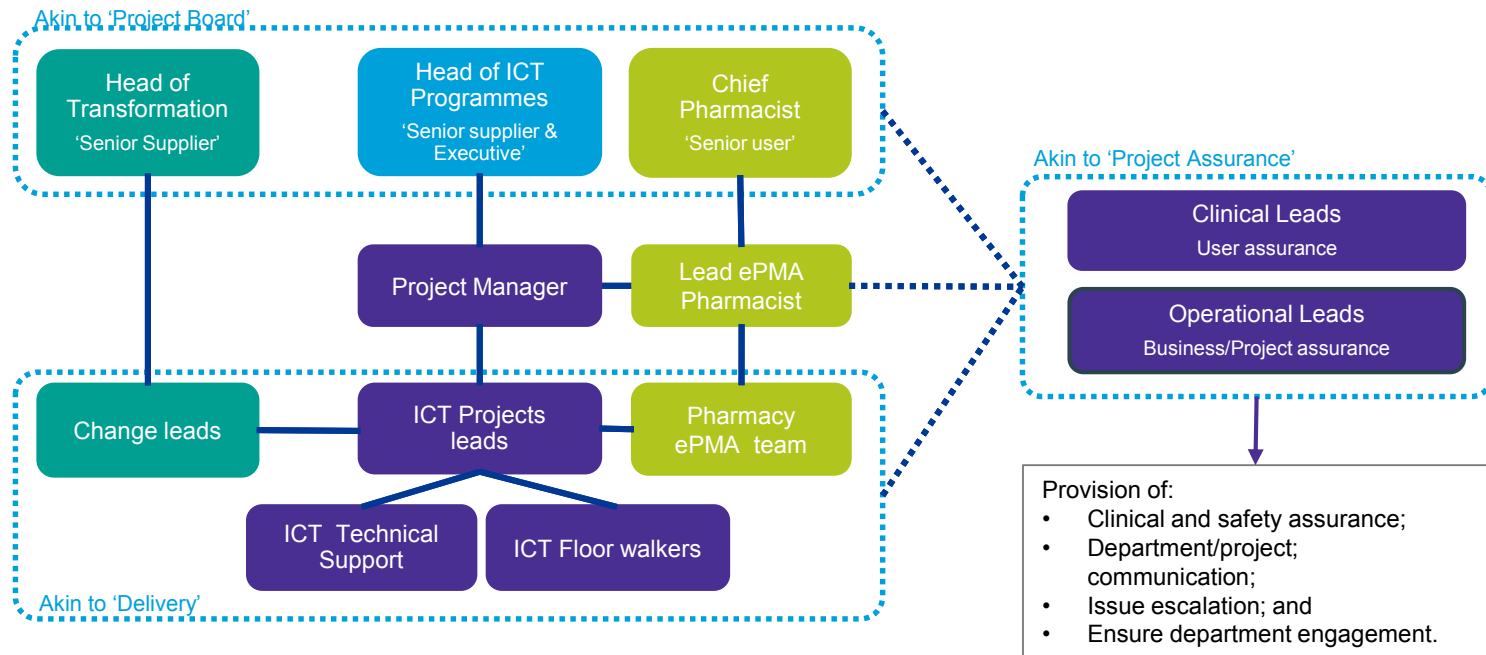 Akin to ‘Project Board’
Head of
Transformation
‘Senior Supplier’
Head of ICT
Programmes
‘Senior supplier &
Executive’
Chief
Pharmacist
‘Senior user’
Akin to ‘Project Assurance’
Clinical Leads
User assurance
Operational Leads
Business/Project assurance
Project Manager
Lead ePMA
Pharmacist
Change leads
ICT Projects
leads
Pharmacy
ePMA team
ICT Technical
Support
ICT Floor walkers
Akin to ‘Delivery’
Provision of:
• Clinical and safety assurance;
• Department/project;
communication;
• Issue escalation; and
• Ensure department engagement.